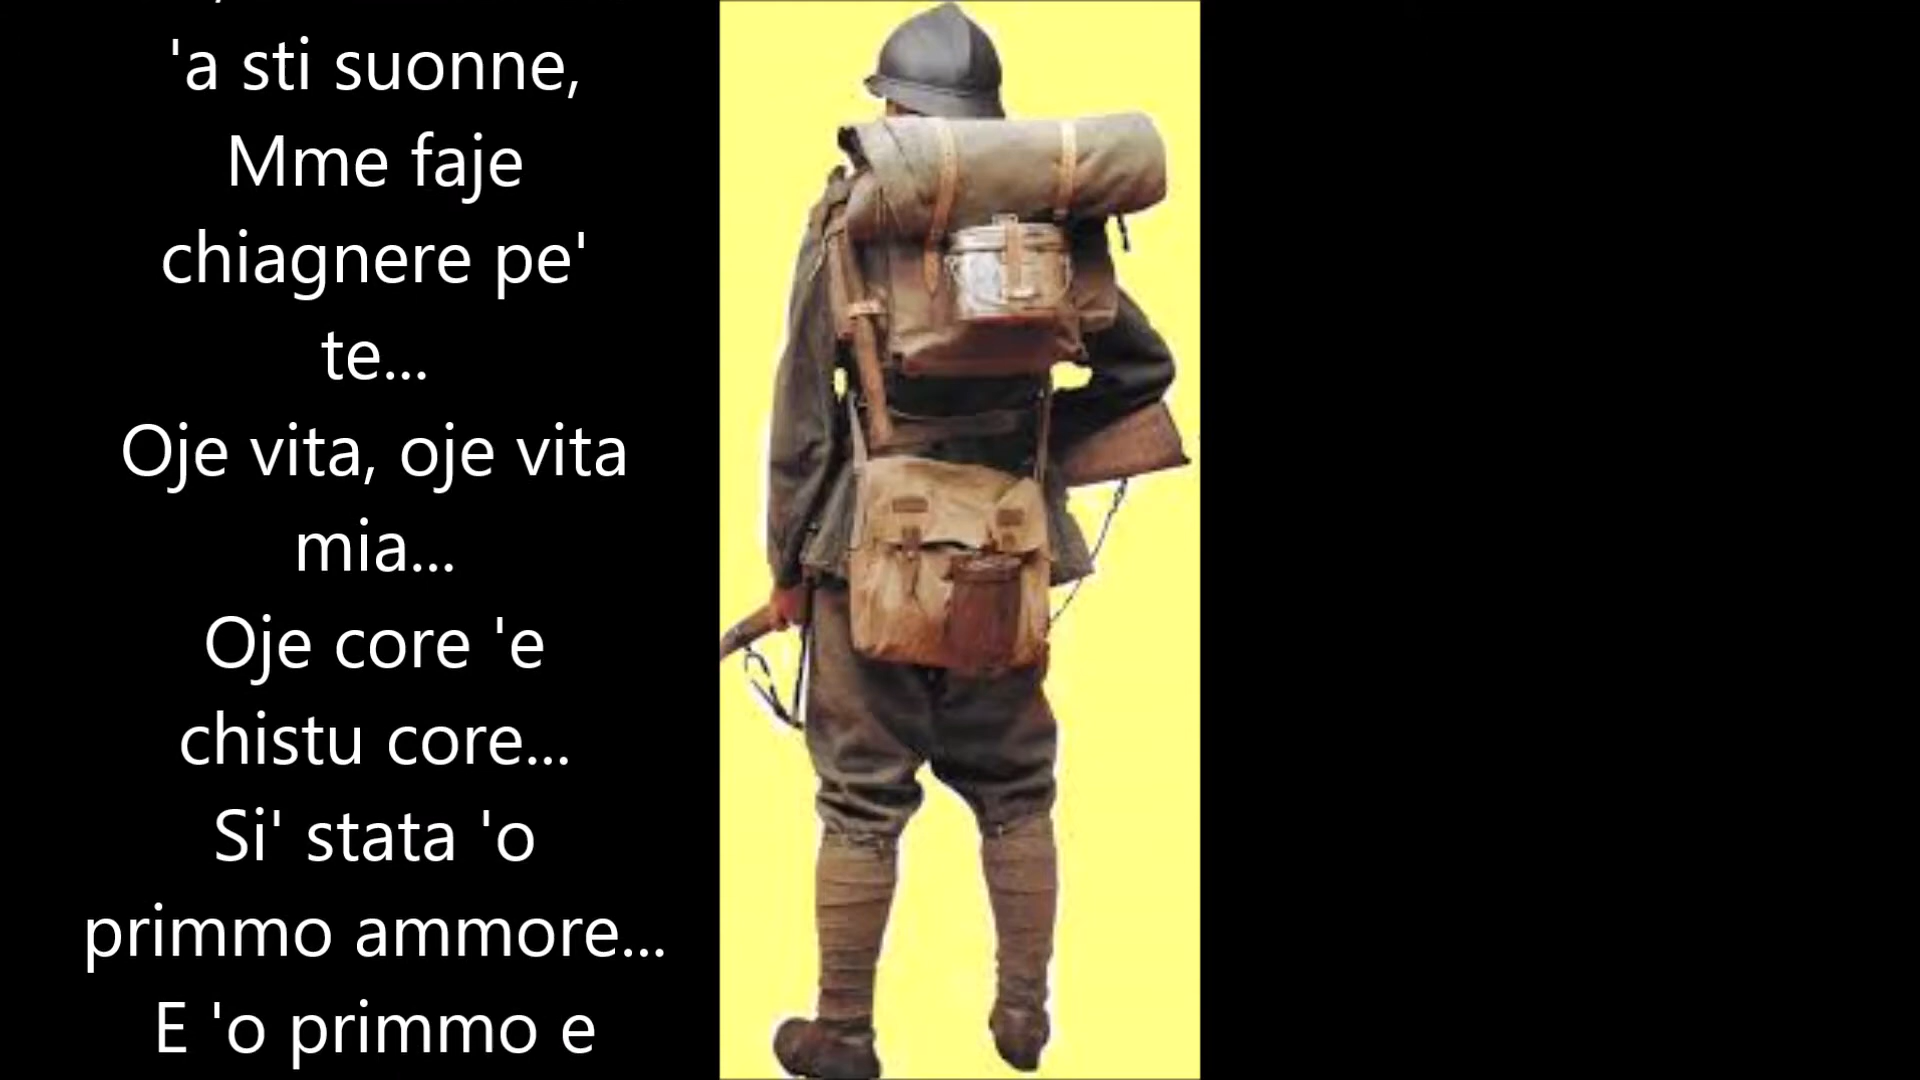 'a sti suonne,
Mme faje
chiagnere pe'
te...
Oje vita, oje vita
mia...
Oje core 'e
chistu core...
Si' stata 'o
primmo ammore...
E 'o primmo e